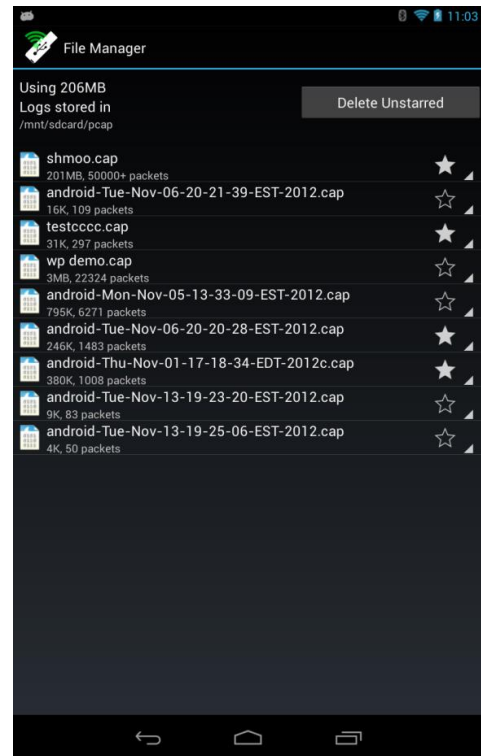 11:03
File Manager
Using 206MB
Logs stored in
/mnt/sdcard/pcap
Delete Unstarred
shmoo.cap
201MB, 50000+ packets
android-Tue-Nov-06-20-21-39-EST-2012.cap
16K, 109 packets
testcccc.cap
31K, 297 packets
wp demo.cap
3MB, 22324 packets
android-Mon-Nov-05-13-33-09-EST-2012.cap
795K, 6271 packets
android-Tue-Nov-06-20-20-28-EST-2012.cap
246K, 1483 packets
android-Thu-Nov-01-17-18-34-EDT-2012c.cap
380K, 1008 packets
android-Tue-Nov-13-19-23-20-EST-2012.cap
9K, 83 packets
android-Tue-Nov-13-19-25-06-EST-2012.cap
4K, 50 packets